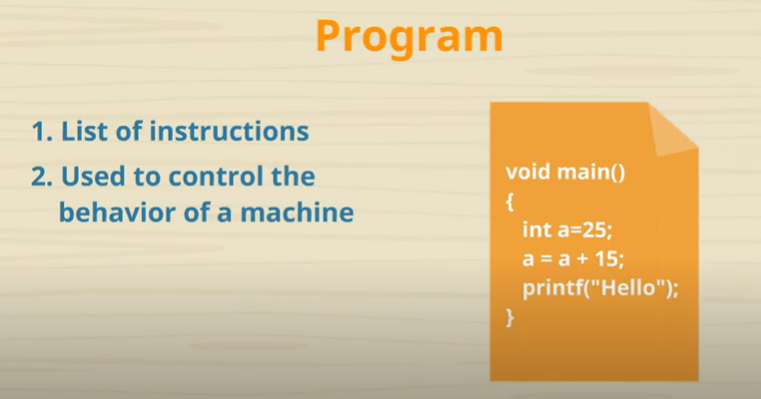 Program
1. List of instructions
2. Used to control the
behavior of a machine
void main()
{
int a=25;
a = a + 15;
printf("Hello");
}